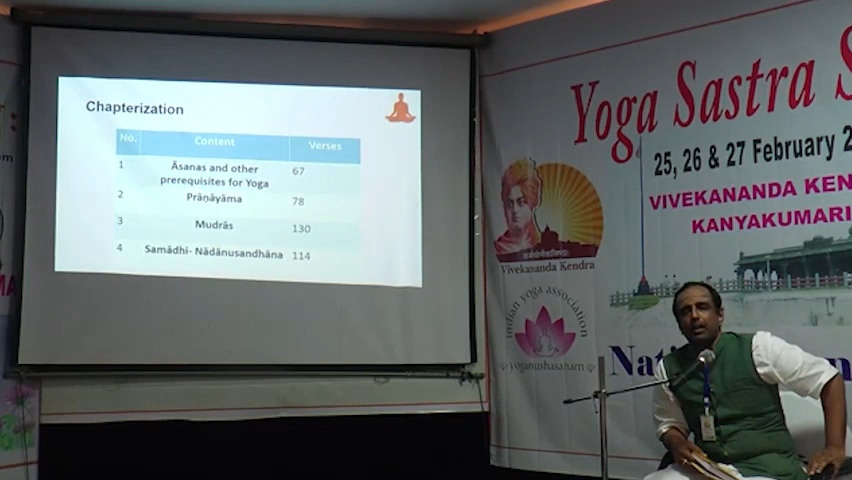 Chapterization
No. Content Verses
1 Āsanas and other prerequisites for Yoga 67
2 Prāṇāyāma 78
3 Mudrās 130
4 Samādhi- Nādānusandhāna 114
Yoga Sastra S
25, 26 & 27 February 2
VIVEKANANDA KEN
KANYAKUMARI
Vivekananda Kendra
indian yoga association
yoganushasanam
Nati